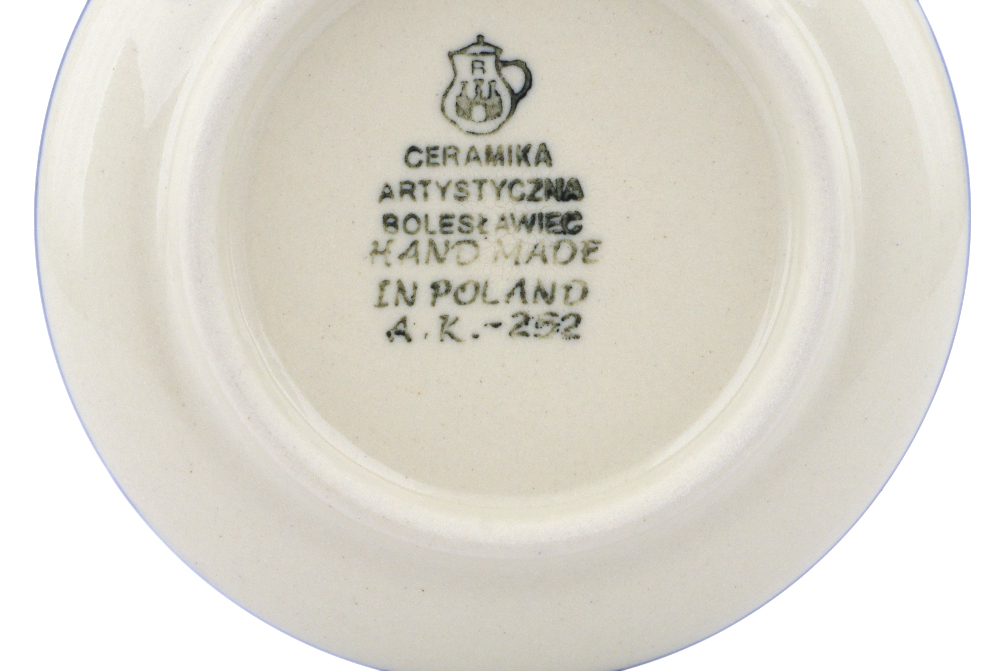 B
CERAMIKA
ARTYSTYCZNA
BOLESŁAWIEC
HAND MADE
IN POLAND
A.K.-252